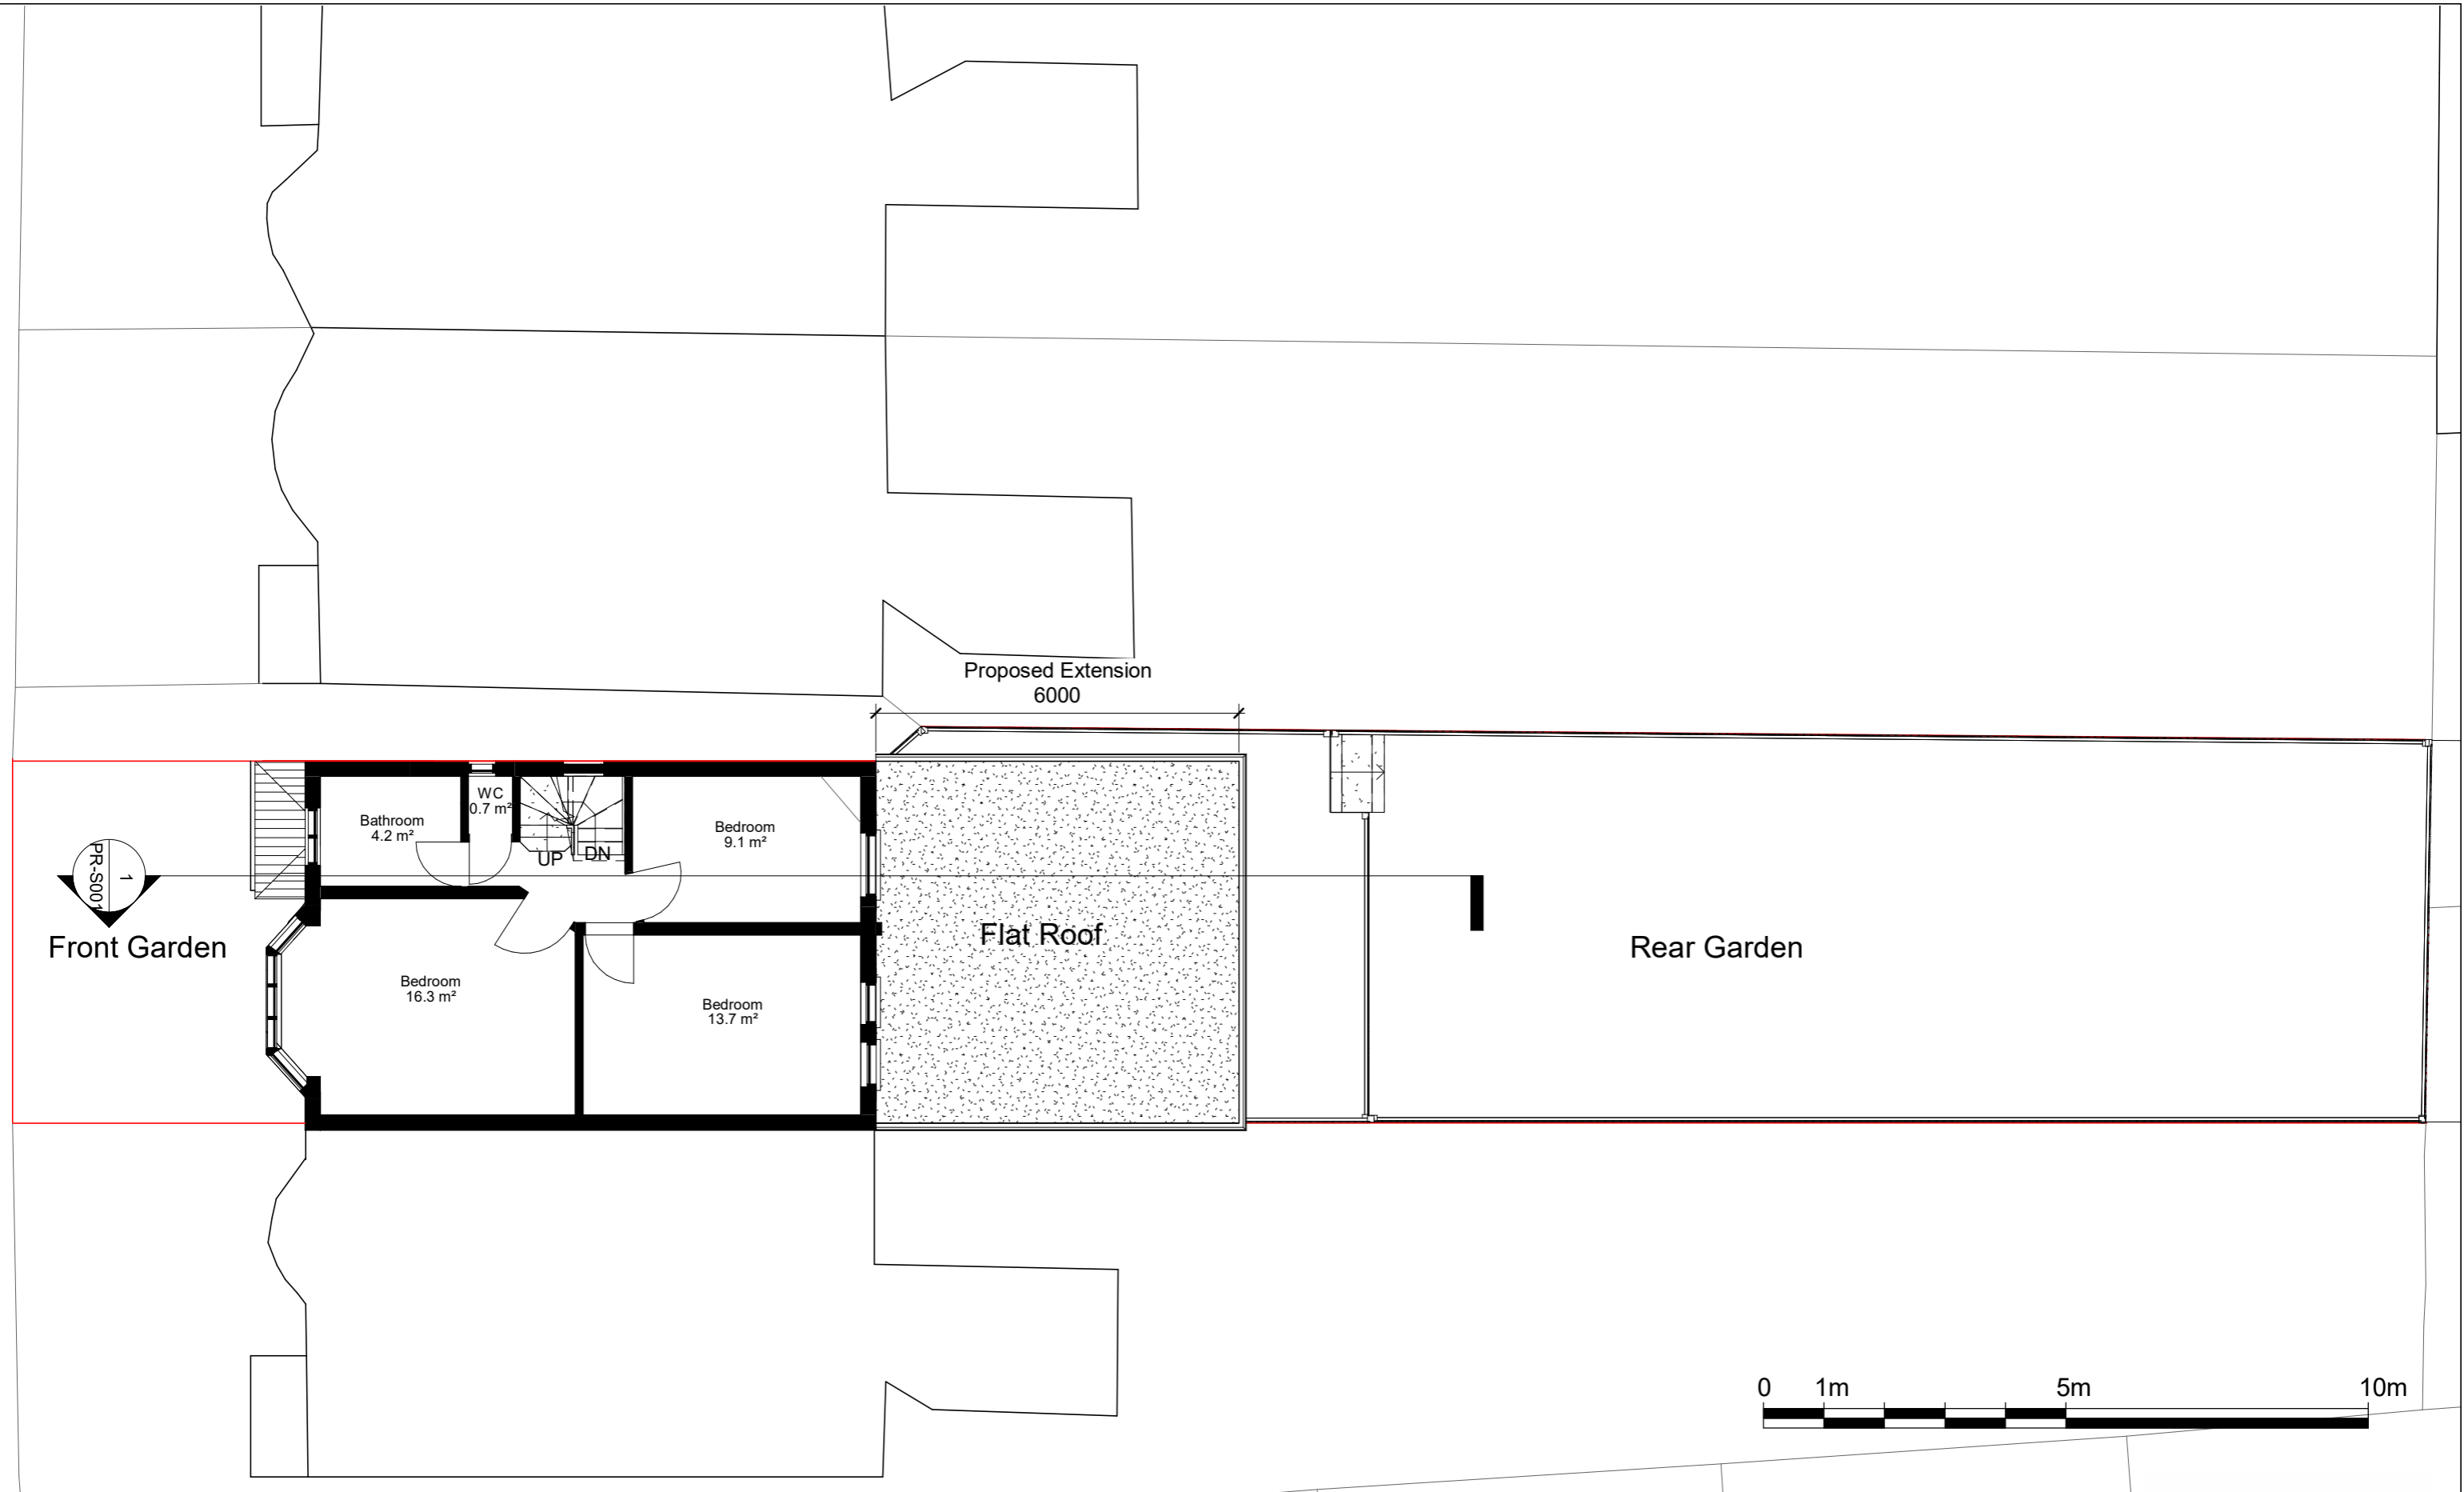 Proposed Extension
6000
WC
0.7 m²
Bathroom
4.2 m²
Bedroom
9.1 m²
UP
DN
PR-S001
1
Front Garden
Flat Roof
Rear Garden
Bedroom
16.3 m²
Bedroom
13.7 m²
0 1m 5m 10m